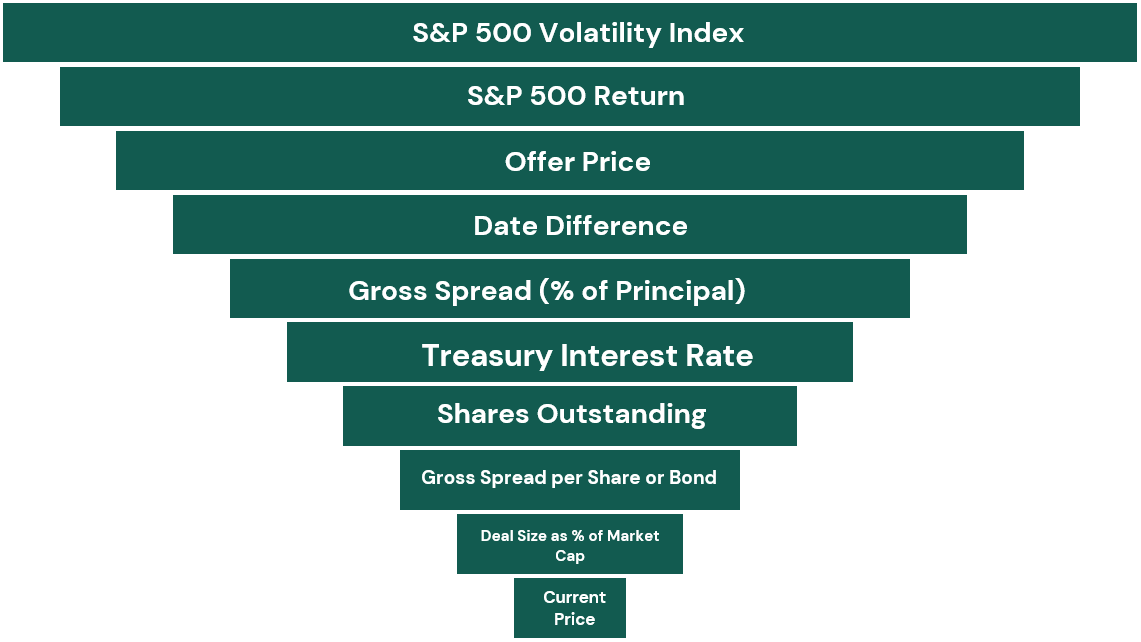 S&P 500 Volatility Index
S&P 500 Return
Offer Price
Date Difference
Gross Spread (% of Principal)
Treasury Interest Rate
Shares Outstanding
Gross Spread per Share or Bond
Deal Size as % of Market
Cap
Current
Price